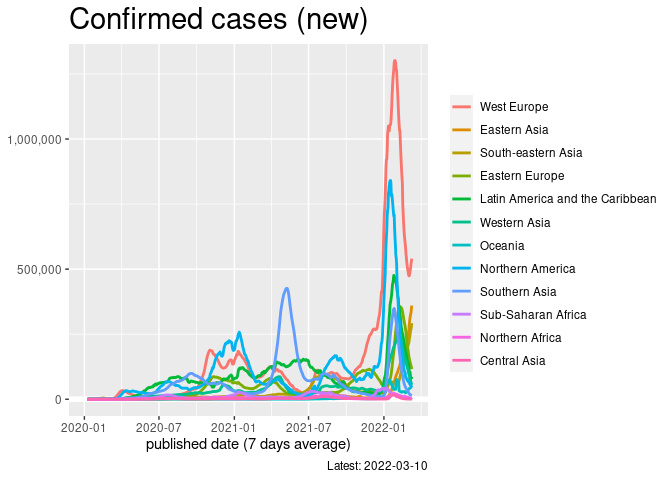 Confirmed cases (new)
1,000,000
500,000
0
2020-01 2020-07 2021-01 2021-07 2022-01
published date (7 days average)
Latest: 2022-03-10
West Europe
Eastern Asia
South-eastern Asia
Eastern Europe
Latin America and the Caribbean
Western Asia
Oceania
Northern America
Southern Asia
Sub-Saharan Africa
Northern Africa
Central Asia